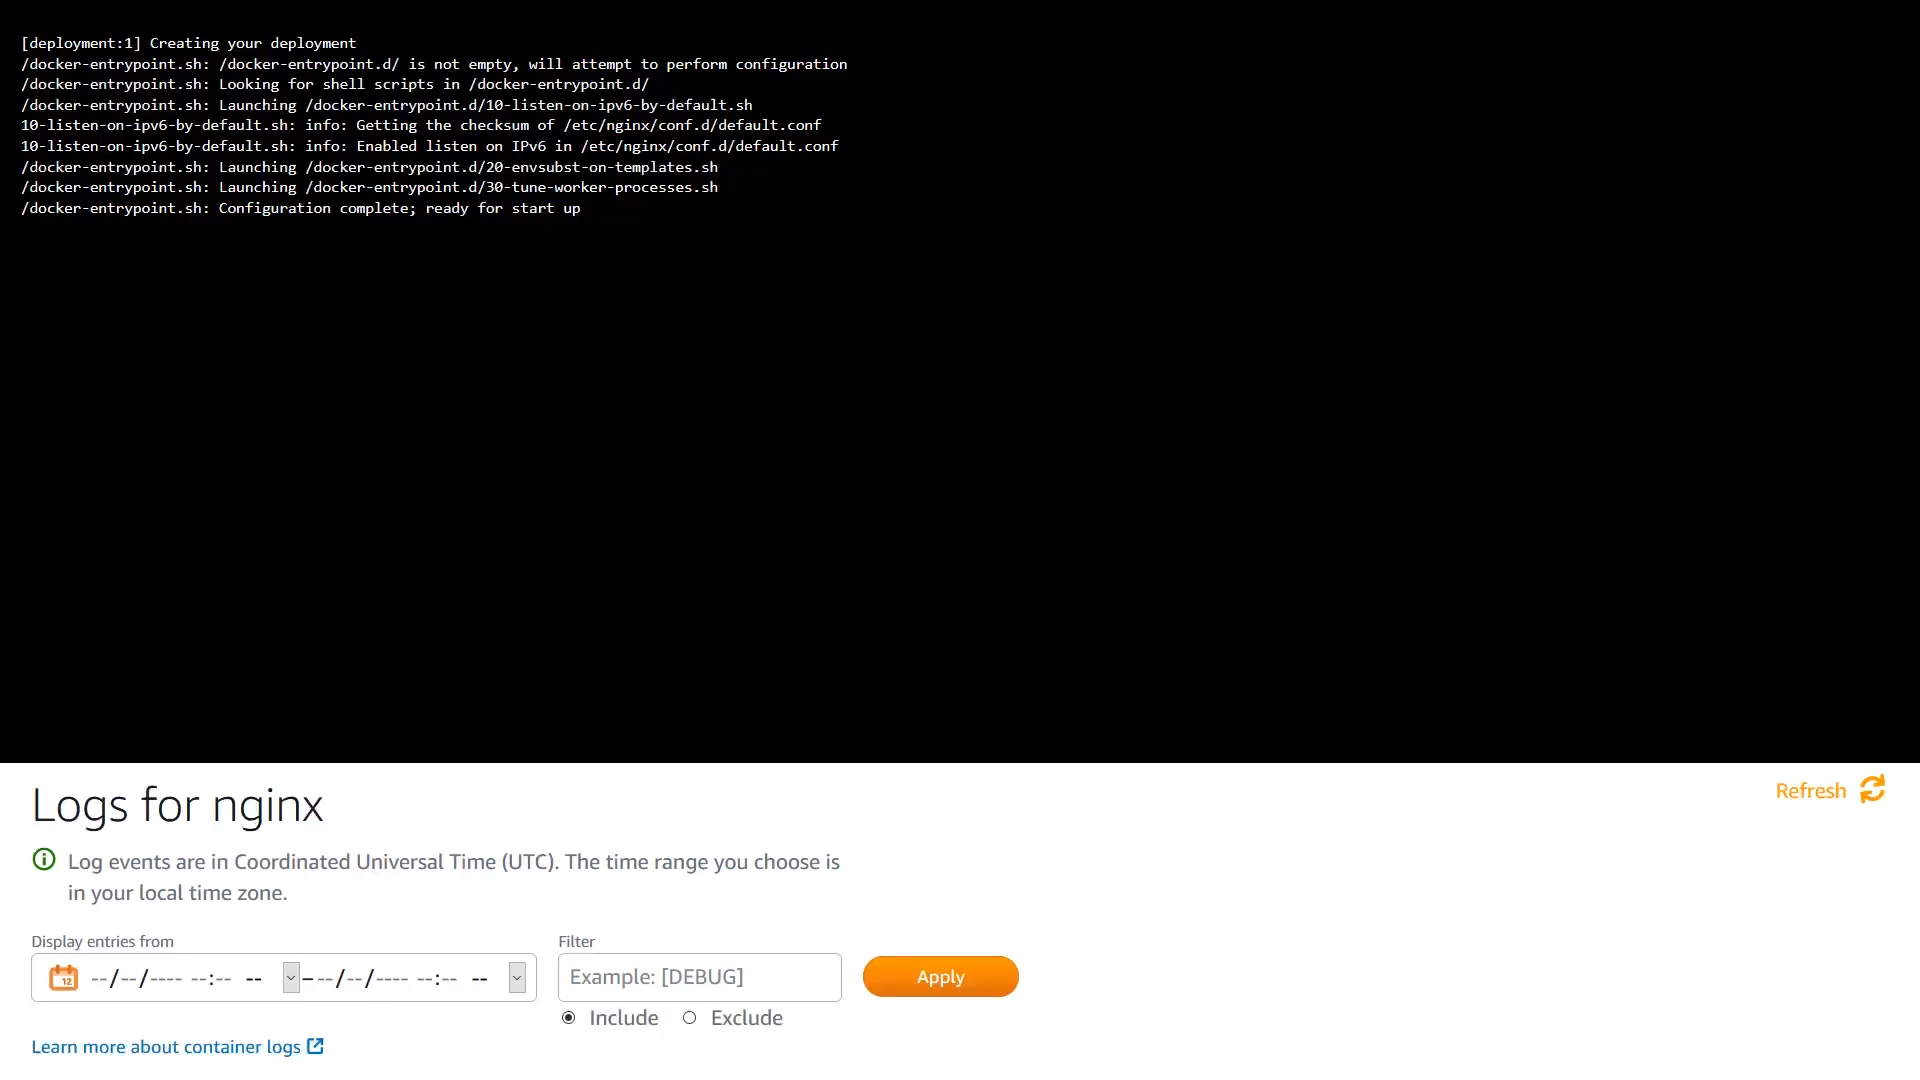 [deployment:1] Creating your deployment
/docker-entrypoint.sh: /docker-entrypoint.d/ is not empty, will attempt to perform configuration
/docker-entrypoint.sh: Looking for shell scripts in /docker-entrypoint.d/
/docker-entrypoint.sh: Launching /docker-entrypoint.d/10-listen-on-ipv6-by-default.sh
10-listen-on-ipv6-by-default.sh: info: Getting the checksum of /etc/nginx/conf.d/default.conf
10-listen-on-ipv6-by-default.sh: info: Enabled listen on IPv6 in /etc/nginx/conf.d/default.conf
/docker-entrypoint.sh: Launching /docker-entrypoint.d/20-envsubst-on-templates.sh
/docker-entrypoint.sh: Launching /docker-entrypoint.d/30-tune-worker-processes.sh
/docker-entrypoint.sh: Configuration complete; ready for start up
Logs for nginx
Refresh
Log events are in Coordinated Universal Time (UTC). The time range you choose is
in your local time zone.
Display entries from
Filter
12 --/--/---- --:-- -- – --/--/---- --:-- --
Example: [DEBUG]
Apply
Include Exclude
Learn more about container logs